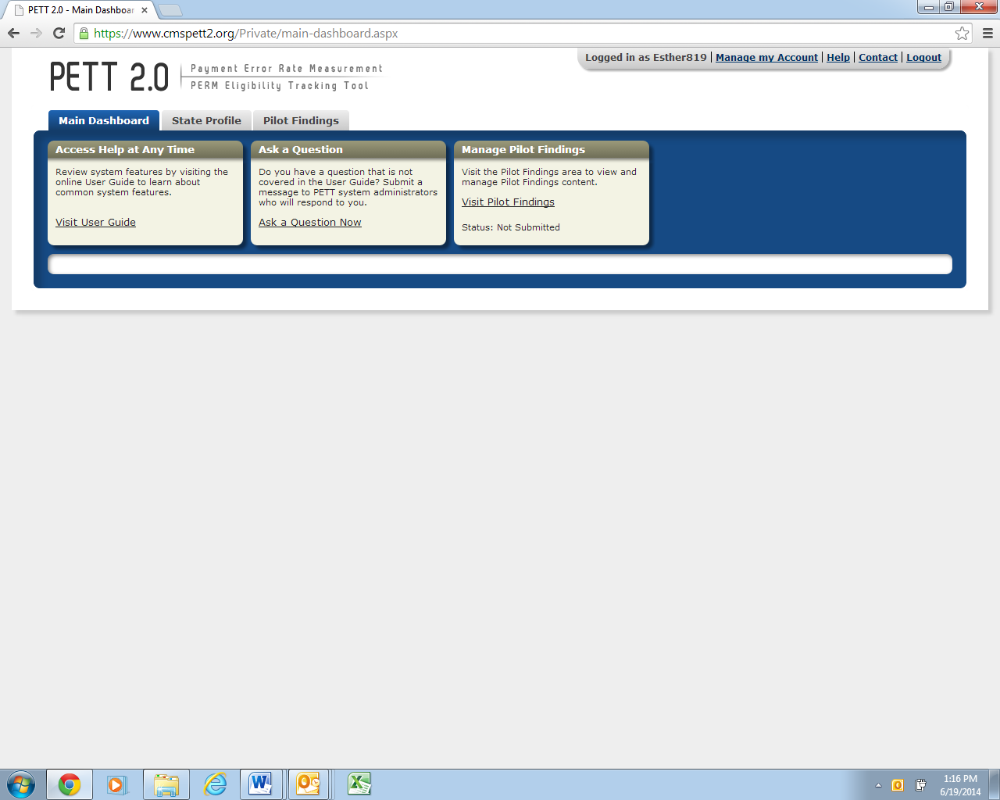 PETT 2.0 - Main Dashboar
https://www.cmspett2.org/Private/main-dashboard.aspx
Logged in as Esther819 | Manage my Account | Help | Contact | Logout
PETT 2.0
Payment Error Rate Measurement
PERM Eligibility Tracking Tool
Main Dashboard
State Profile
Pilot Findings
Access Help at Any Time
Review system features by visiting the
online User Guide to learn about
common system features.
Visit User Guide
Ask a Question
Do you have a question that is not
covered in the User Guide? Submit a
message to PETT system administrators
who will respond to you.
Ask a Question Now
Manage Pilot Findings
Visit the Pilot Findings area to view and
manage Pilot Findings content.
Visit Pilot Findings
Status: Not Submitted
1:16 PM
6/19/2014